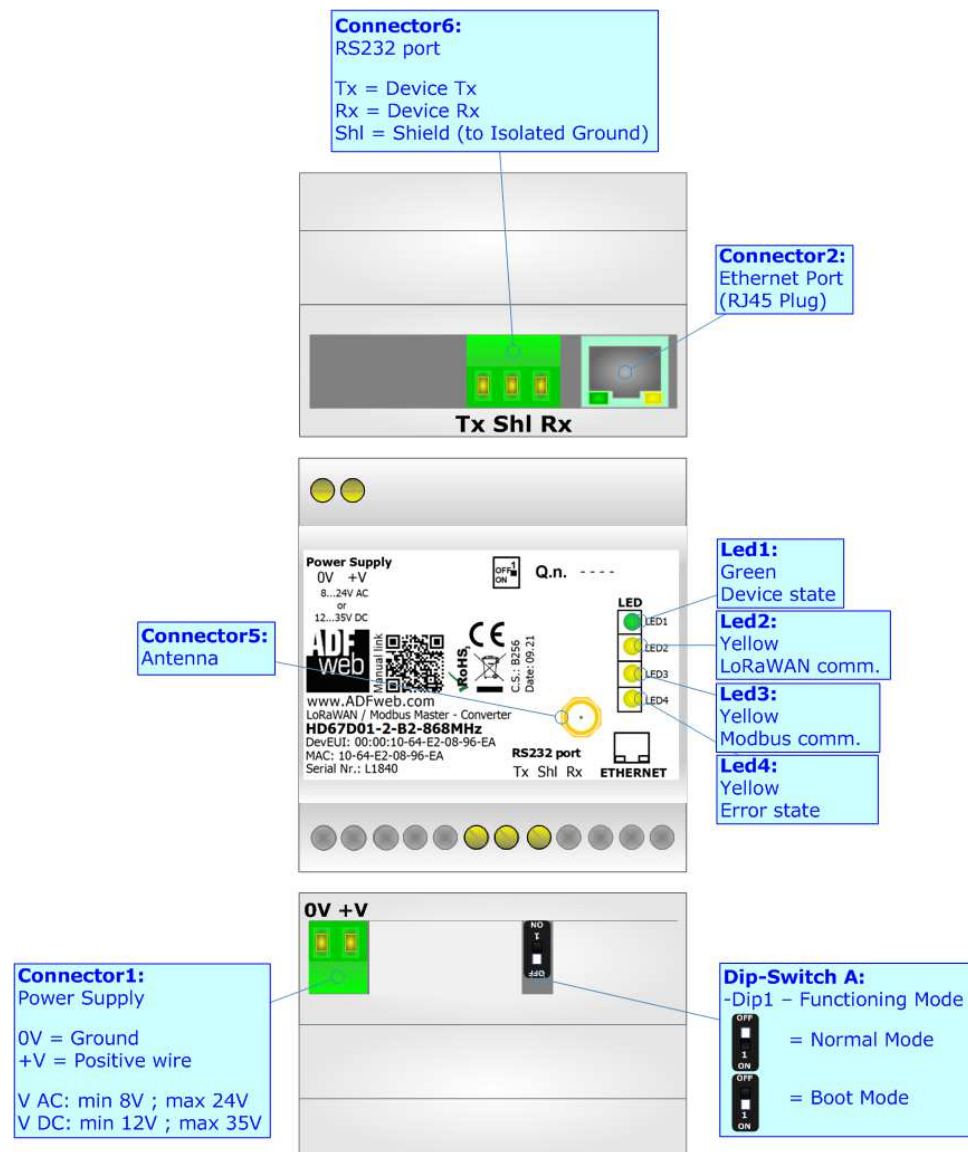 Connector6:
RS232 port
Tx = Device Tx
Rx = Device Rx
Shl = Shield (to Isolated Ground)
Connector2:
Ethernet Port
(RJ45 Plug)
Tx Shl Rx
Power Supply
0V +V
8...24V AC
or
12...35V DC
OFF 1
ON
Q.n. - - - -
LED
LED1
LED2
LED3
LED4
Led1:
Green
Device state
Led2:
Yellow
LoRaWAN comm.
Led3:
Yellow
Modbus comm.
Led4:
Yellow
Error state
Connector5:
Antenna
ADF
web
Manual link
RoHS
CE
C.S.: B256
Date: 09.21
www.ADFweb.com
LoRaWAN / Modbus Master - Converter
HD67D01-2-B2-868MHz
DevEUI: 00:00:10-64-E2-08-96-EA
MAC: 10-64-E2-08-96-EA
Serial Nr.: L1840
RS232 port
Tx Shl Rx
ETHERNET
0V +V
ON
1
OFF
Connector1:
Power Supply
0V = Ground
+V = Positive wire
V AC: min 8V ; max 24V
V DC: min 12V ; max 35V
Dip-Switch A:
-Dip1 – Functioning Mode
OFF
1
ON
= Normal Mode
OFF
1
ON
= Boot Mode